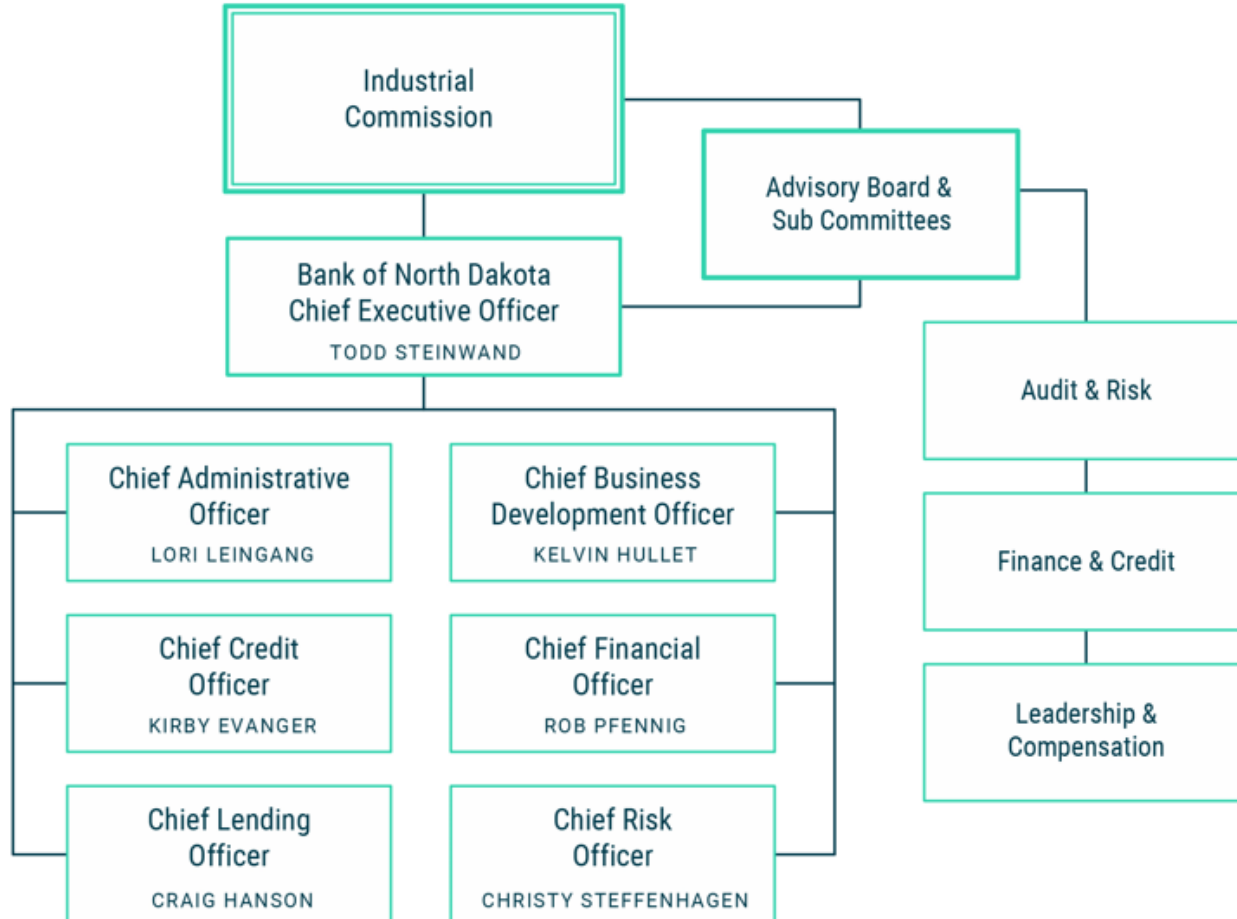 Industrial
Commission
Advisory Board &
Sub Committees
Bank of North Dakota
Chief Executive Officer
TODD STEINWAND
Audit & Risk
Chief Administrative
Officer
LORI LEINGANG
Chief Business
Development Officer
KELVIN HULLET
Finance & Credit
Chief Credit
Officer
KIRBY EVANGER
Chief Financial
Officer
ROB PFENNIG
Leadership &
Compensation
Chief Lending
Officer
CRAIG HANSON
Chief Risk
Officer
CHRISTY STEFFENHAGEN